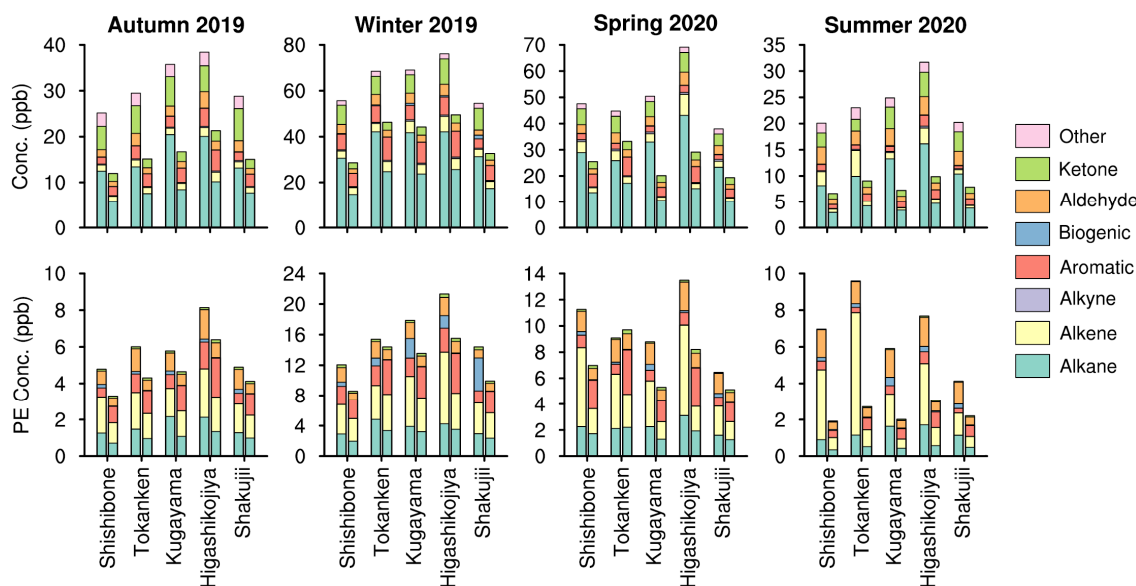 Autumn 2019
Winter 2019
Spring 2020
Summer 2020
Conc. (ppb)
40
30
20
10
0
80
60
40
20
0
70
60
50
40
30
20
10
0
35
30
25
20
15
10
5
0
PE Conc. (ppb)
10
8
6
4
2
0
24
20
16
12
8
4
0
14
12
10
8
6
4
2
0
10
8
6
4
2
0
Shishibone
Tokanken
Kugayama
Higashikojiya
Shakujii
Shishibone
Tokanken
Kugayama
Higashikojiya
Shakujii
Shishibone
Tokanken
Kugayama
Higashikojiya
Shakujii
Shishibone
Tokanken
Kugayama
Higashikojiya
Shakujii
Other
Ketone
Aldehydo
Biogenic
Aromatic
Alkyne
Alkene
Alkane